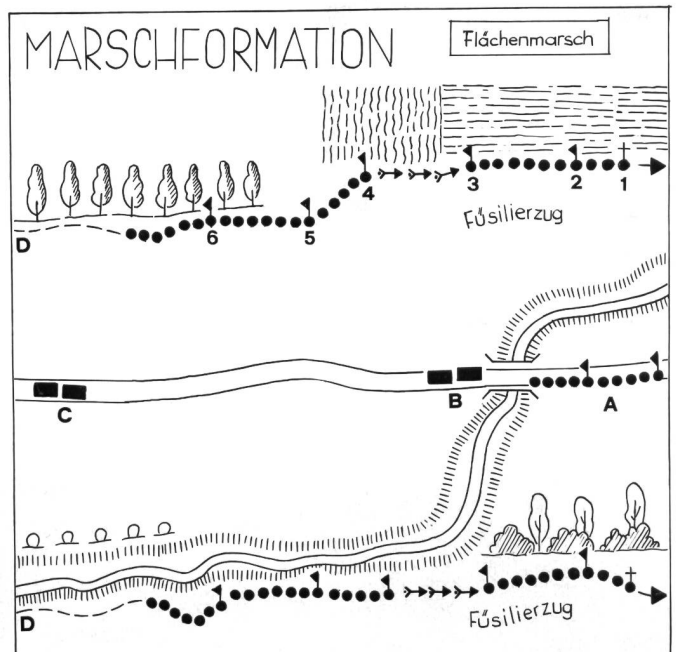 MARSCHFORMATION
Flächenmarsch
4 3 2 1
Füsilierzug
D 6 5
C B A
D
Füsilierzug